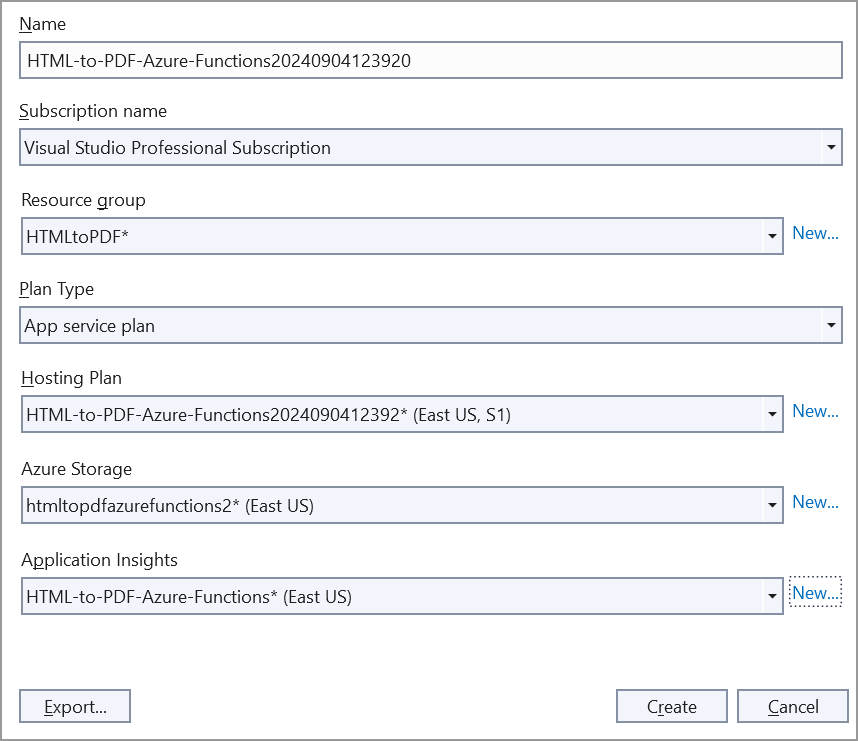 Name
HTML-to-PDF-Azure-Functions20240904123920
Subscription name
Visual Studio Professional Subscription
Resource group
HTMLtoPDF*
New...
Plan Type
App service plan
Hosting Plan
HTML-to-PDF-Azure-Functions2024090412392* (East US, S1)
New...
Azure Storage
htmltopdfazurefunctions2* (East US)
New...
Application Insights
HTML-to-PDF-Azure-Functions* (East US)
New...
Export...
Create
Cancel